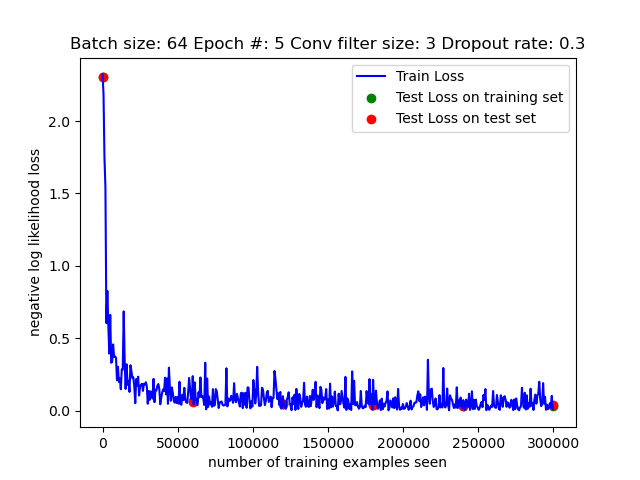 Batch size: 64 Epoch #: 5 Conv filter size: 3 Dropout rate: 0.3
Train Loss
Test Loss on training set
Test Loss on test set
negative log likelihood loss
2.0
1.5
1.0
0.5
0.0
0 50000 100000 150000 200000 250000 300000
number of training examples seen